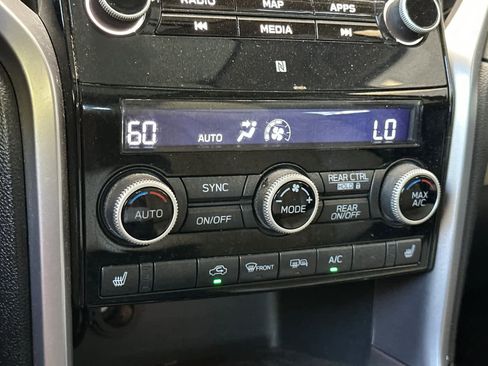 RADIO MAP APPS
MEDIA
N
60 AUTO LO
SYNC REAR CTRL
HOLD
AUTO MODE MAX
A/C
ON/OFF REAR
ON/OFF
FRONT A/C